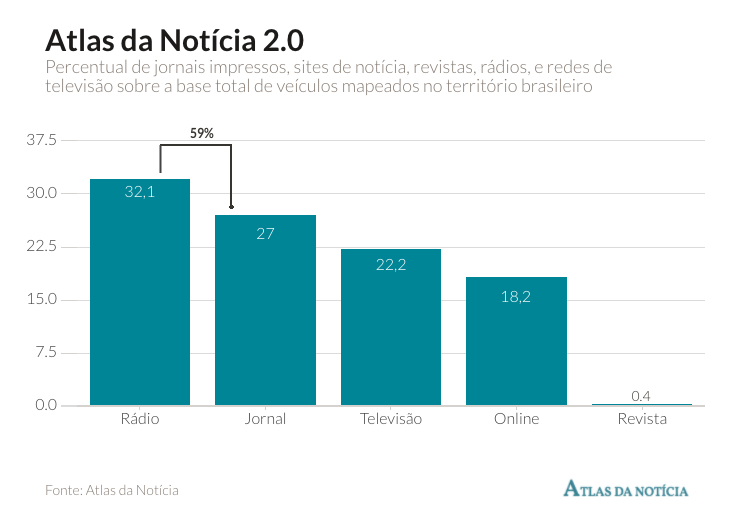 Atlas da Notícia 2.0
Percentual de jornais impressos, sites de notícia, revistas, rádios, e redes de
televisão sobre a base total de veículos mapeados no território brasileiro
59%
37.5
30.0
22.5
15.0
7.5
0.0
32,1
27
22,2
18,2
0.4
Rádio
Jornal
Televisão
Online
Revista
Fonte: Atlas da Notícia
ATLAS DA NOTÍCIA